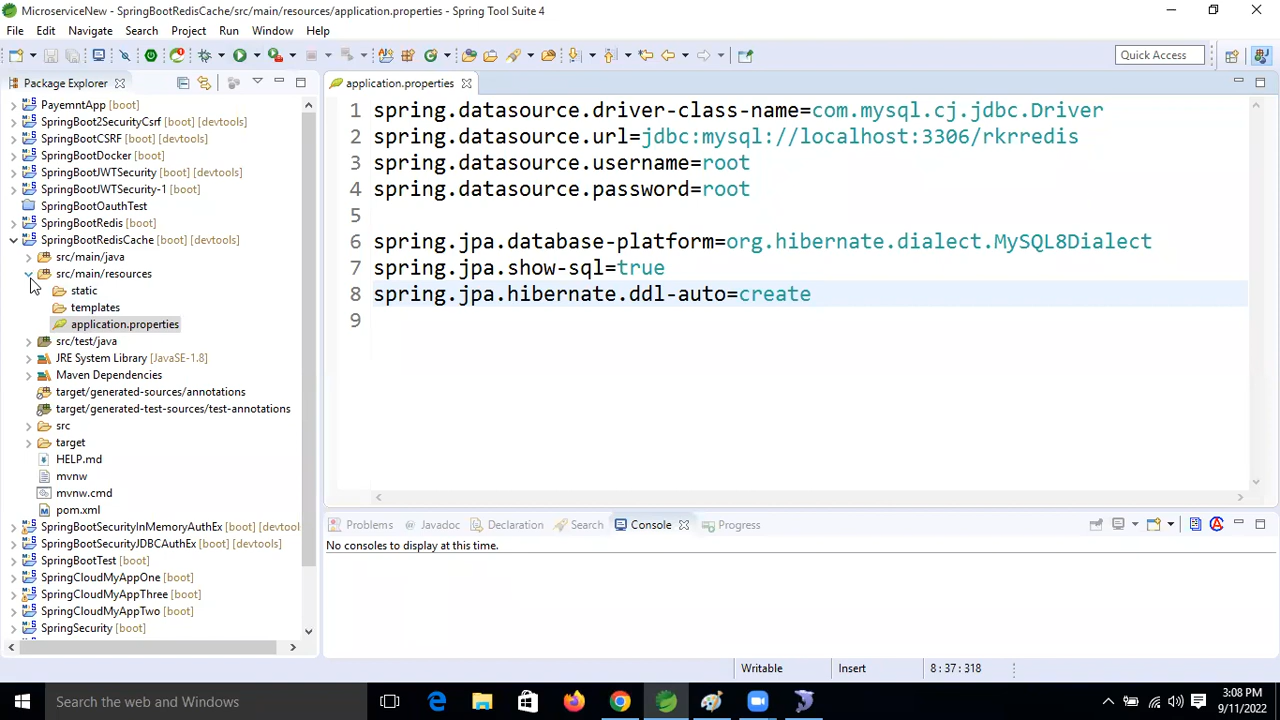 MicroserviceNew - SpringBootRedisCache/src/main/resources/application.properties - Spring Tool Suite 4
File Edit Navigate Search Project Run Window Help
Quick Access
Package Explorer
PayemntApp [boot]
SpringBoot2SecurityCsrf [devtools]
SpringBootCSRF [boot] [devtools]
SpringBootDocker [boot]
SpringBootJWTSecurity [devtools]
SpringBootJWTSecurity-1 [boot]
SpringBootOauthTest
SpringBootRedis [boot]
SpringBootRedisCache [boot] [devtools]
src/main/java
src/main/resources
static
templates
application.properties
src/test/java
JRE System Library [JavaSE-1.8]
Maven Dependencies
target/generated-sources/annotations
target/generated-test-sources/test-annotations
src
target
HELP.md
mvnw
mvnw.cmd
pom.xml
SpringBootSecurityInMemoryAuthEx [boot] [devtool
SpringBootSecurityJDBCAuthEx [boot] [devtools]
SpringBootTest [boot]
SpringCloudMyAppOne [boot]
SpringCloudMyAppThree [boot]
SpringCloudMyAppTwo [boot]
SpringSecurity [boot]
application.properties
1 spring.datasource.driver-class-name=com.mysql.cj.jdbc.Driver
2 spring.datasource.url=jdbc:mysql://localhost:3306/rkrredis
3 spring.datasource.username=root
4 spring.datasource.password=root
5
6 spring.jpa.database-platform=org.hibernate.dialect.MySQL8Dialect
7 spring.jpa.show-sql=true
8 spring.jpa.hibernate.ddl-auto=create
9
Problems Javadoc Declaration Search Console Progress
No consoles to display at this time.
Writable Insert 8:37:318
Search the web and Windows
3:08 PM
9/11/2022